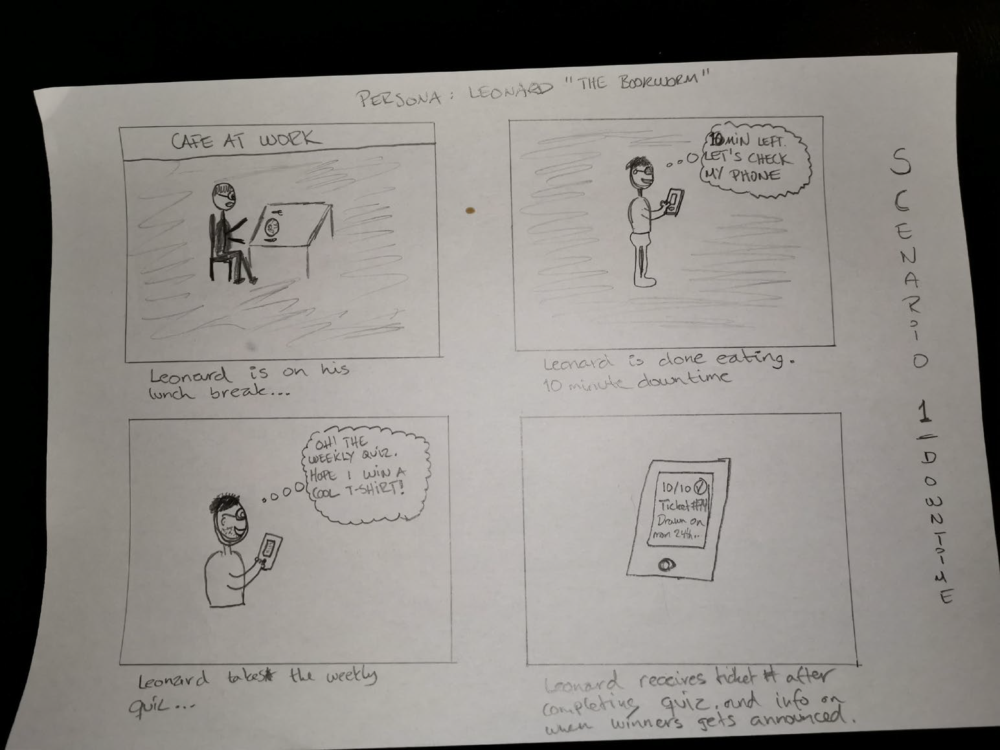 PERSONA: LEONARD "THE BOOKWORM"
CAFE AT WORK
Leonard is on his
lunch break...
10 MIN LEFT.
LET'S CHECK
MY PHONE
Leonard is done eating.
10 minute downtime
OH! THE
WEEKLY QUIZ.
HOPE I WIN A
COOL T-SHIRT!
Leonard takes the weekly
quiz...
10/10
Ticket #74
Drawn on
mon 24th...
Leonard receives ticket # after
completing quiz. and info on
when winners gets announced.
SCENARIO 1 "DOWNTIME